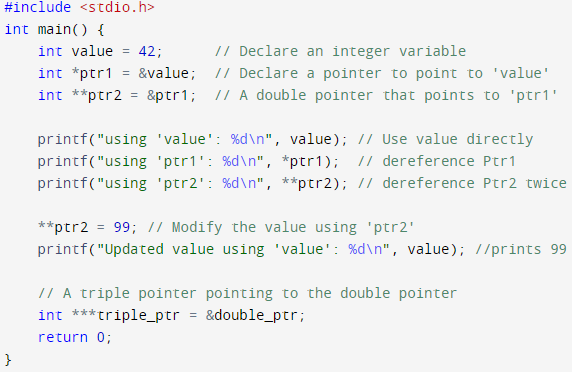 #include <stdio.h>
int main() {
    int value = 42;      // Declare an integer variable
    int *ptr1 = &value;  // Declare a pointer to point to 'value'
    int **ptr2 = &ptr1;  // A double pointer that points to 'ptr1'

    printf("using 'value': %d\n", value); // Use value directly
    printf("using 'ptr1': %d\n", *ptr1);  // dereference Ptr1
    printf("using 'ptr2': %d\n", **ptr2); // dereference Ptr2 twice

    **ptr2 = 99; // Modify the value using 'ptr2'
    printf("Updated value using 'value': %d\n", value); //prints 99

    // A triple pointer pointing to the double pointer
    int ***triple_ptr = &double_ptr;
    return 0;
}